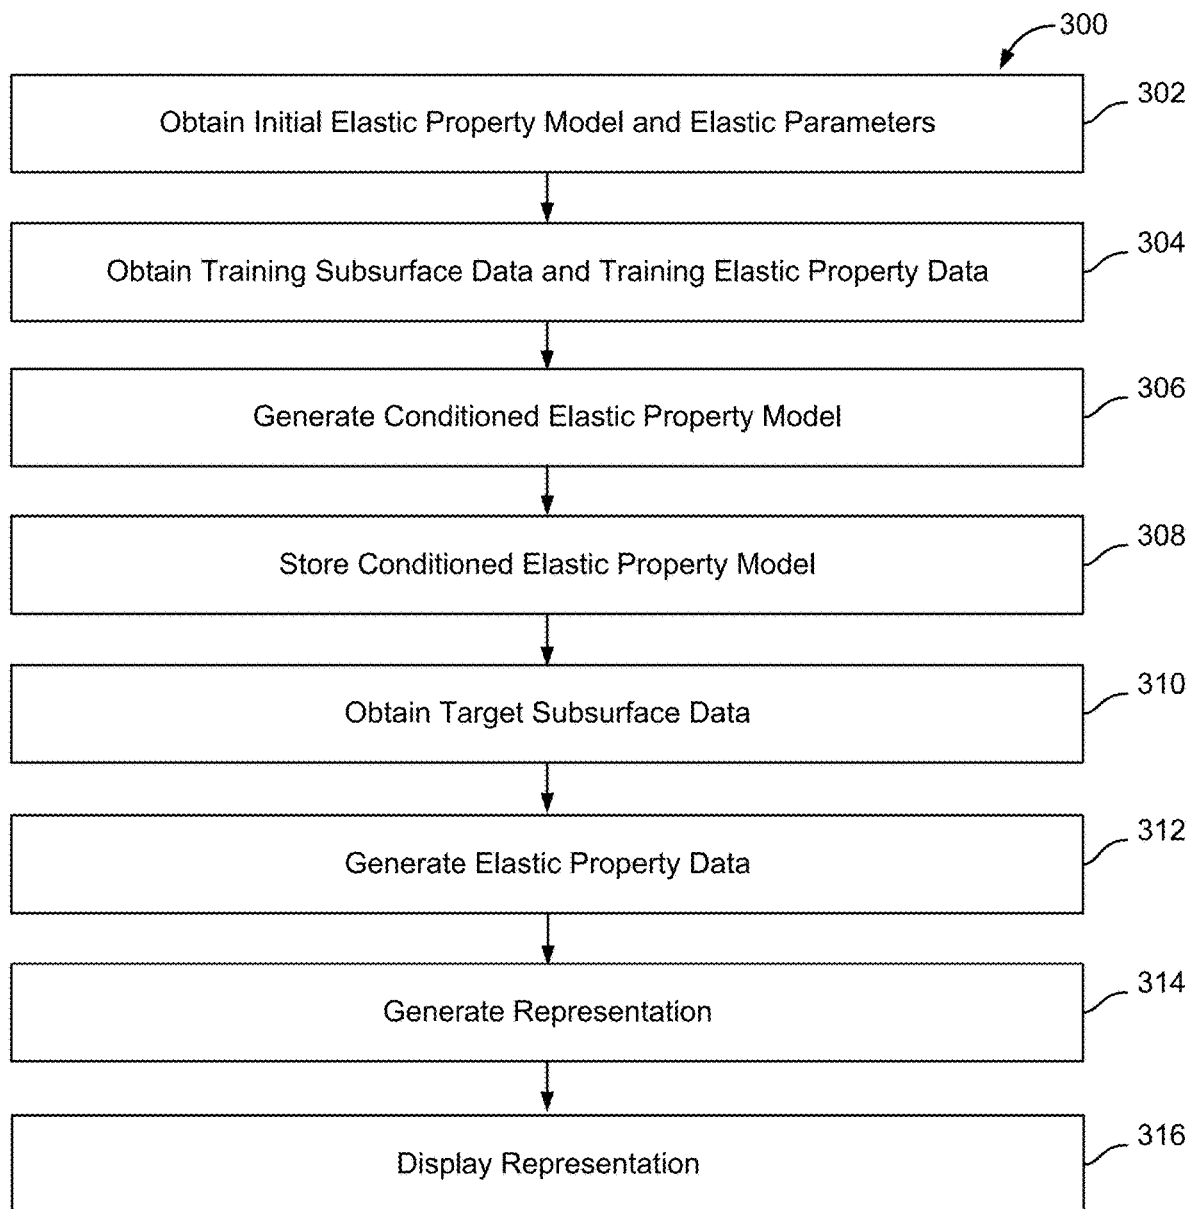 300
Obtain Initial Elastic Property Model and Elastic Parameters
302
Obtain Training Subsurface Data and Training Elastic Property Data
304
Generate Conditioned Elastic Property Model
306
Store Conditioned Elastic Property Model
308
Obtain Target Subsurface Data
310
Generate Elastic Property Data
312
Generate Representation
314
Display Representation
316